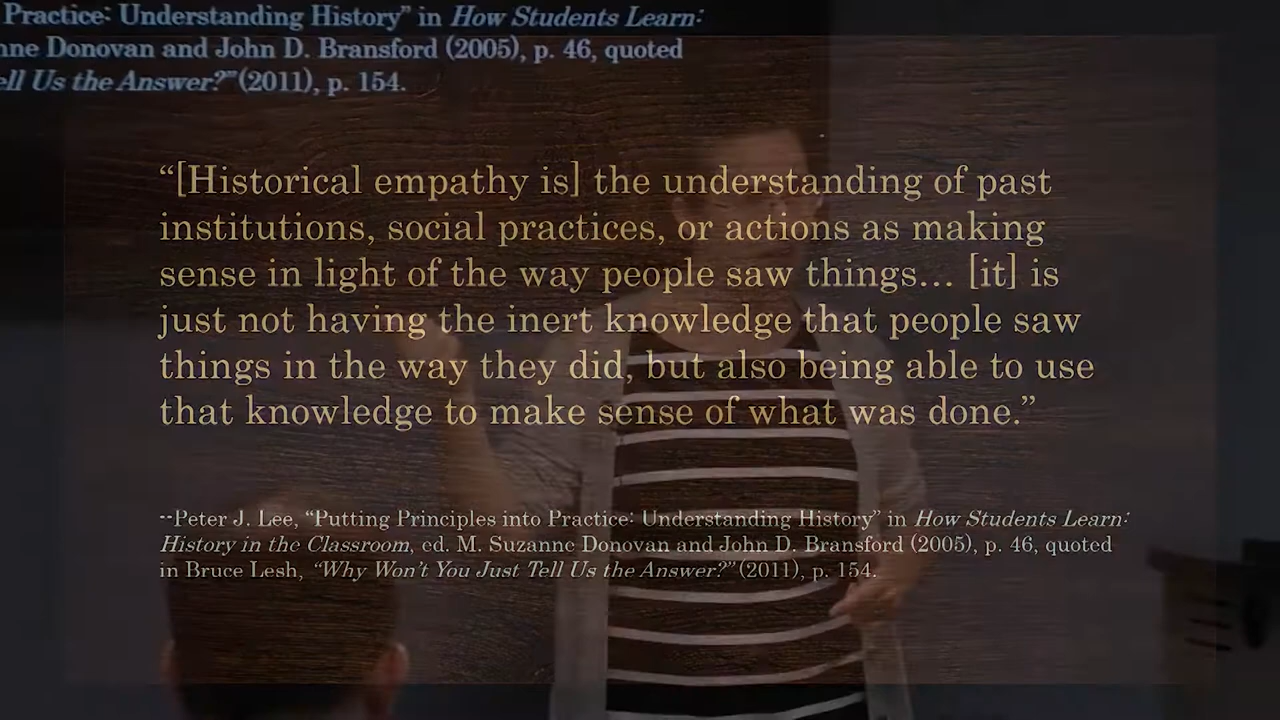 Practice: Understanding History” in How Students Learn:
nne Donovan and John D. Bransford (2005), p. 46, quoted
ell Us the Answer?” (2011), p. 154.
“[Historical empathy is] the understanding of past
institutions, social practices, or actions as making
sense in light of the way people saw things… [it] is
just not having the inert knowledge that people saw
things in the way they did, but also being able to use
that knowledge to make sense of what was done.”
--Peter J. Lee, “Putting Principles into Practice: Understanding History” in How Students Learn:
History in the Classroom, ed. M. Suzanne Donovan and John D. Bransford (2005), p. 46, quoted
in Bruce Lesh, “Why Won’t You Just Tell Us the Answer?” (2011), p. 154.